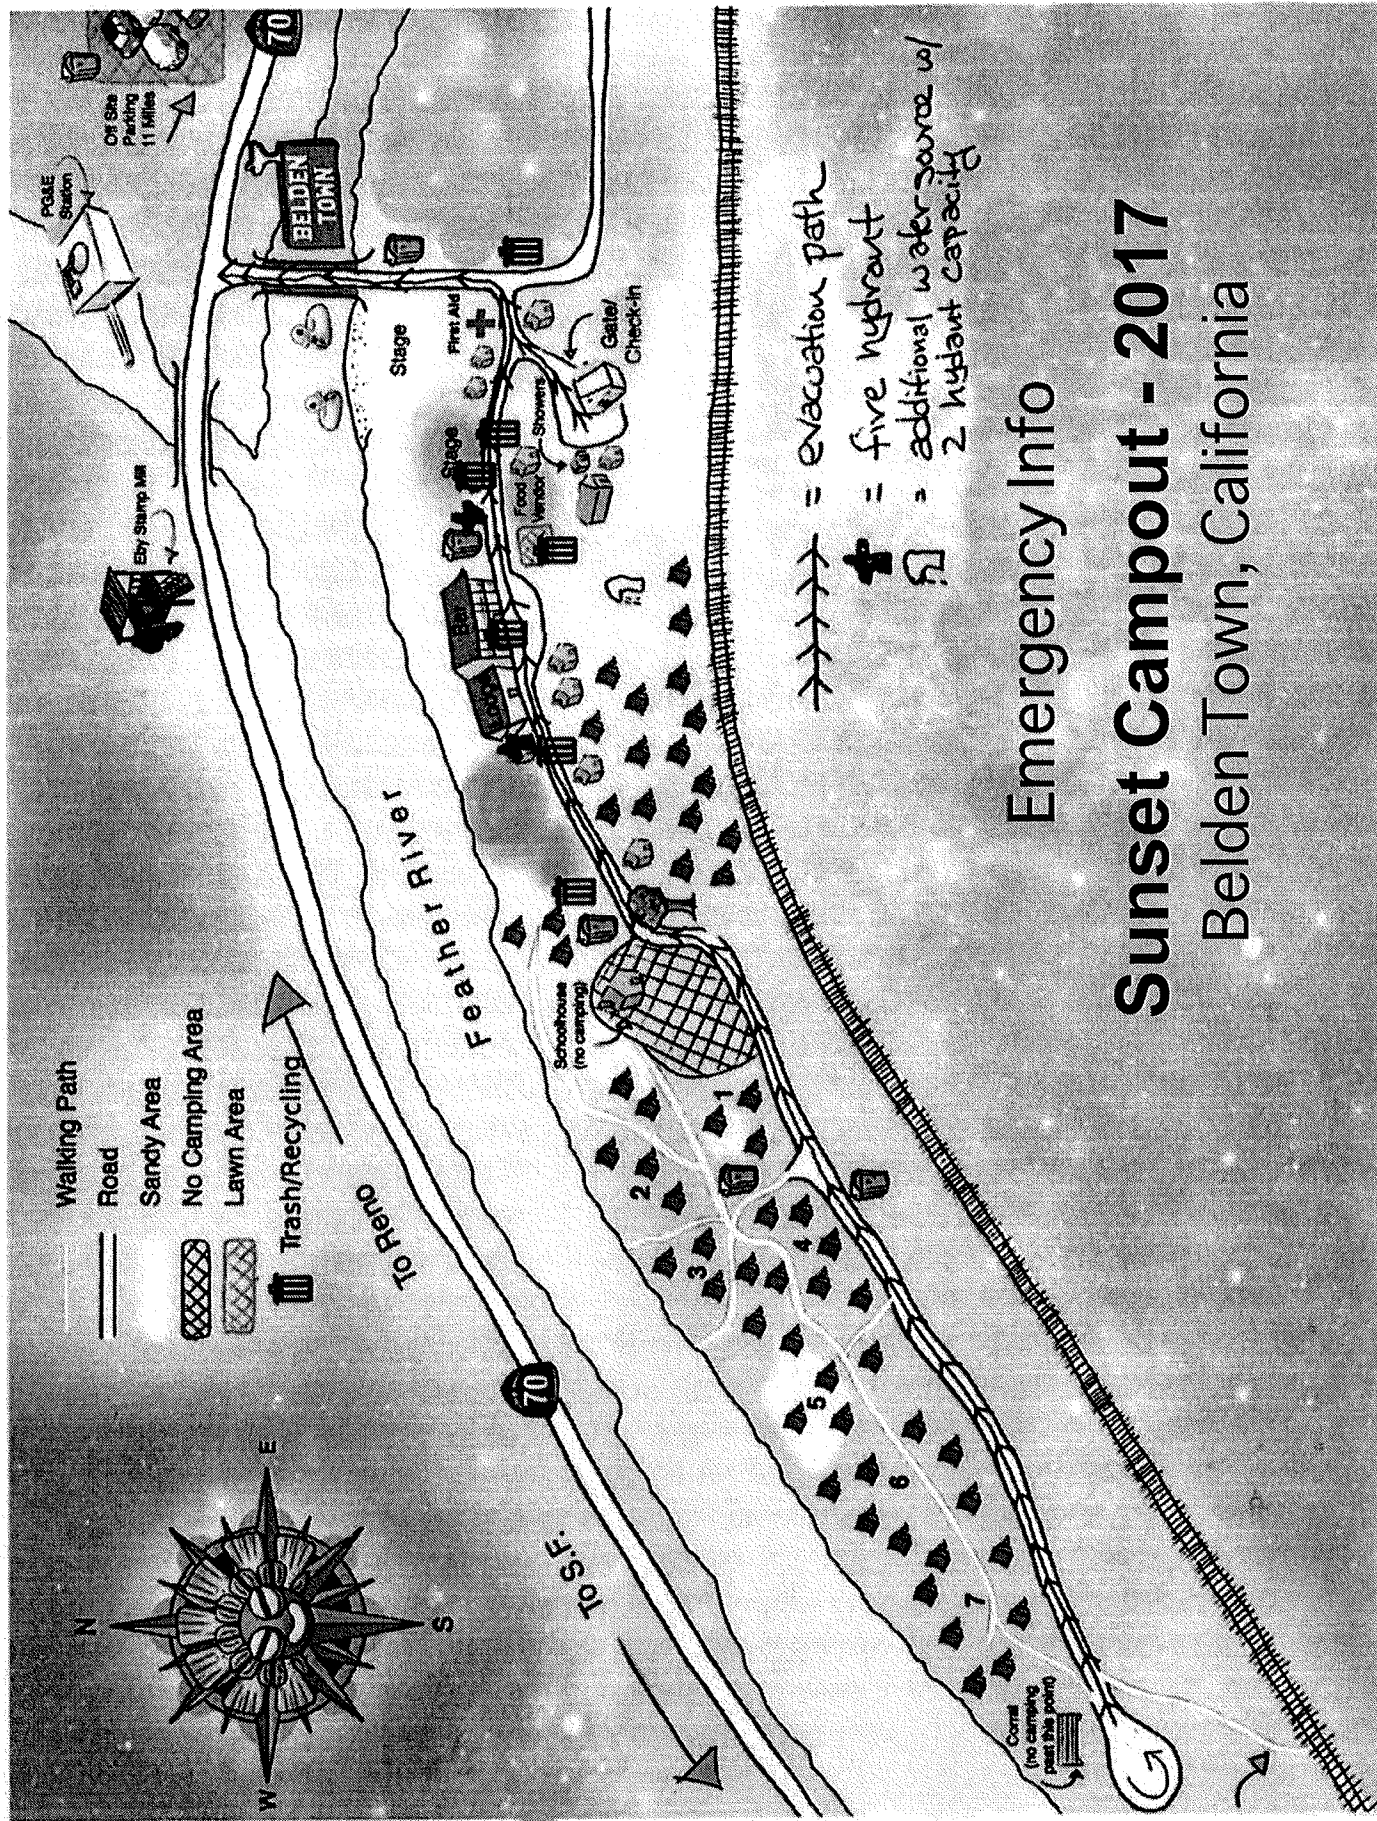 N
E
S
W
Walking Path
Road
Sandy Area
No Camping Area
Lawn Area
Trash/Recycling
To Reno
To S.F.
70
Feather River
Eby Stamp Mill
PG&E
Station
Off Site
Parking
11 Miles
70
BELDEN
TOWN
Stage
First Aid
Stage
Gate/
Check-in
Showers
Food
Vendor
Bar
Lodge
Schoolhouse
(no camping)
1
2
3
4
5
6
7
Corral
(no camping
past this point)
= evacuation path
= fire hydrant
= additional water source w/
2 hydant capacity
Emergency Info
Sunset Campout - 2017
Belden Town, California